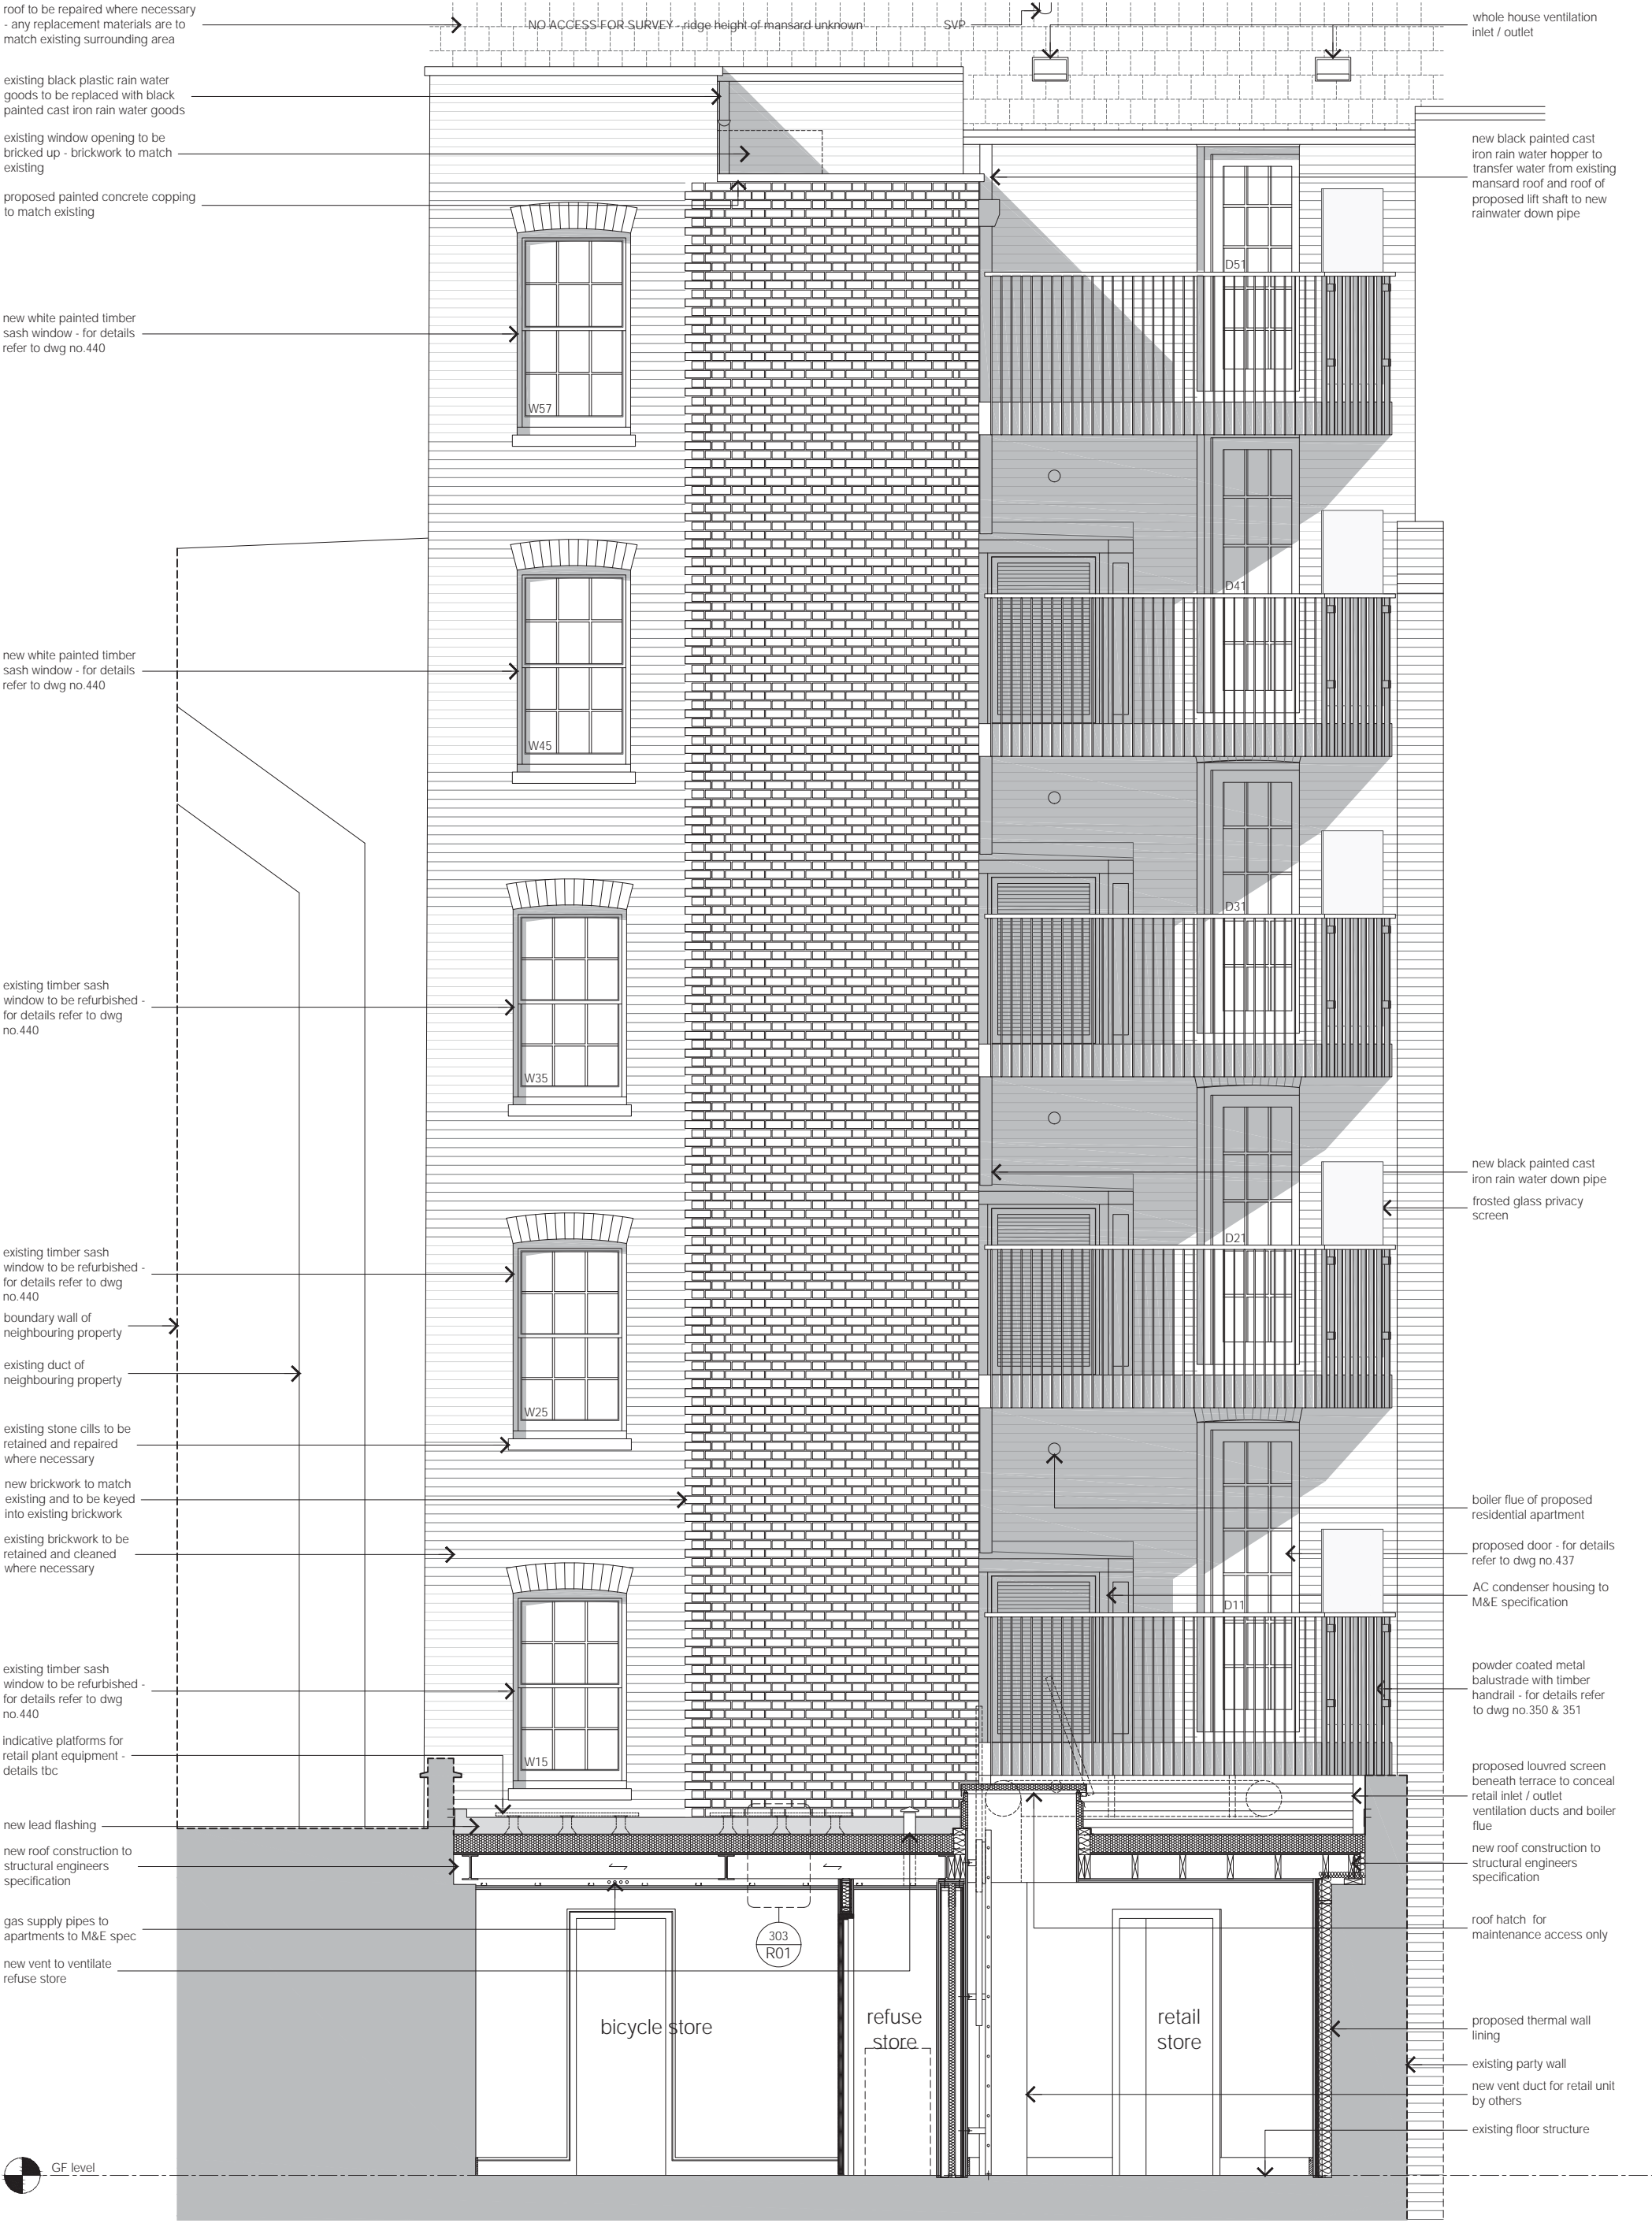 roof to be repaired where necessary
- any replacement materials are to
match existing surrounding area
NO ACCESS FOR SURVEY - ridge height of mansard unknown
SVP
whole house ventilation
inlet / outlet
existing black plastic rain water
goods to be replaced with black
painted cast iron rain water goods
existing window opening to be
bricked up - brickwork to match
existing
proposed painted concrete copping
to match existing
new black painted cast
iron rain water hopper to
transfer water from existing
mansard roof and roof of
proposed lift shaft to new
rainwater down pipe
D51
new white painted timber
sash window - for details
refer to dwg no.440
W57
D41
new white painted timber
sash window - for details
refer to dwg no.440
W45
D31
existing timber sash
window to be refurbished -
for details refer to dwg
no.440
W35
new black painted cast
iron rain water down pipe
frosted glass privacy
screen
D21
existing timber sash
window to be refurbished -
for details refer to dwg
no.440
boundary wall of
neighbouring property
existing duct of
neighbouring property
W25
existing stone cills to be
retained and repaired
where necessary
new brickwork to match
existing and to be keyed
into existing brickwork
existing brickwork to be
retained and cleaned
where necessary
boiler flue of proposed
residential apartment
proposed door - for details
refer to dwg no.437
AC condenser housing to
M&E specification
D11
existing timber sash
window to be refurbished -
for details refer to dwg
no.440
powder coated metal
balustrade with timber
handrail - for details refer
to dwg no.350 & 351
indicative platforms for
retail plant equipment -
details tbc
W15
proposed louvred screen
beneath terrace to conceal
retail inlet / outlet
ventilation ducts and boiler
flue
new lead flashing
new roof construction to
structural engineers
specification
new roof construction to
structural engineers
specification
gas supply pipes to
apartments to M&E spec
303
R01
roof hatch for
maintenance access only
new vent to ventilate
refuse store
bicycle store
refuse
store
retail
store
proposed thermal wall
lining
existing party wall
new vent duct for retail unit
by others
existing floor structure
GF level